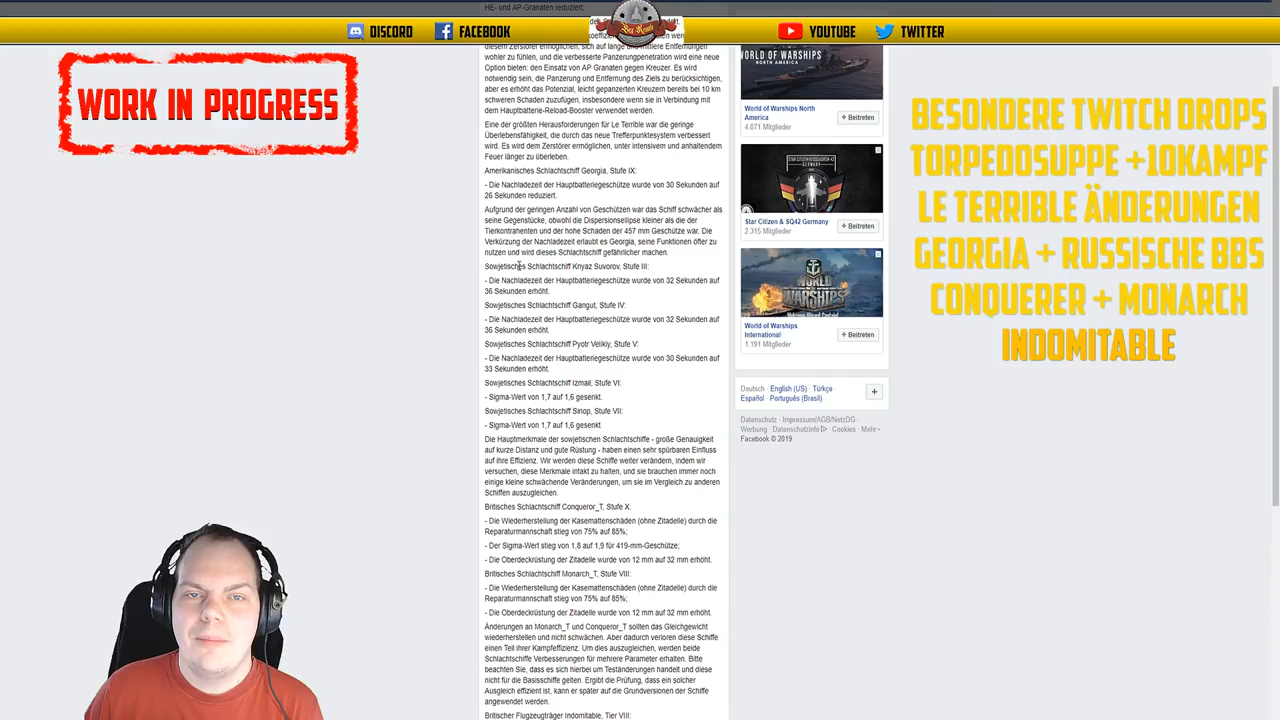 HE- und AP-Granaten reduziert;
DISCORD
FACEBOOK
YOUTUBE
TWITTER
WORK IN PROGRESS
diesem Zerstörer ermöglichen, sich auf lange und mittlere Entfernungen
wohler zu fühlen, und die verbesserte Panzerungpenetration wird eine neue
Option bieten: den Einsatz von AP Granaten gegen Kreuzer. Es wird
notwendig sein, die Panzerung und Entfernung des Ziels zu berücksichtigen,
aber es erhöht das Potenzial, leicht gepanzerten Kreuzern bereits bei 10 km
schweren Schaden zuzufügen, insbesondere wenn sie in Verbindung mit
dem Hauptbatterie-Reload-Booster verwendet werden.
Eine der größten Herausforderungen für Le Terrible war die geringe
Überlebensfähigkeit, die durch das neue Trefferpunktesystem verbessert
wird. Es wird dem Zerstörer ermöglichen, unter intensivem und anhaltendem
Feuer länger zu überleben.
Amerikanisches Schlachtschiff Georgia, Stufe IX:
- Die Nachladezeit der Hauptbatteriegeschütze wurde von 30 Sekunden auf
26 Sekunden reduziert.
Aufgrund der geringen Anzahl von Geschützen war das Schiff schwächer als
seine Gegenstücke, obwohl die Dispersionsellipse kleiner als die der
Tierkontrahenten und der hohe Schaden der 457 mm Geschütze war. Die
Verkürzung der Nachladezeit erlaubt es Georgia, seine Funktionen öfter zu
nutzen und wird dieses Schlachtschiff gefährlicher machen.
Sowjetisches Schlachtschiff Knyaz Suvorov, Stufe III:
- Die Nachladezeit der Hauptbatteriegeschütze wurde von 32 Sekunden auf
36 Sekunden erhöht.
Sowjetisches Schlachtschiff Gangut, Stufe IV:
- Die Nachladezeit der Hauptbatteriegeschütze wurde von 32 Sekunden auf
36 Sekunden erhöht.
Sowjetisches Schlachtschiff Pyotr Velikiy, Stufe V:
- Die Nachladezeit der Hauptbatteriegeschütze wurde von 30 Sekunden auf
33 Sekunden erhöht.
Sowjetisches Schlachtschiff Izmail, Stufe VI:
- Sigma-Wert von 1,7 auf 1,6 gesenkt.
Sowjetisches Schlachtschiff Sinop, Stufe VII:
- Sigma-Wert von 1,7 auf 1,6 gesenkt
Die Hauptmerkmale der sowjetischen Schlachtschiffe - große Genauigkeit
auf kurze Distanz und gute Rüstung - haben einen sehr spürbaren Einfluss
auf ihre Effizienz. Wir werden diese Schiffe weiter verändern, indem wir
versuchen, diese Merkmale intakt zu halten, und sie brauchen immer noch
einige kleine schwächende Veränderungen, um sie im Vergleich zu anderen
Schiffen auszugleichen.
Britisches Schlachtschiff Conqueror_T, Stufe X:
- Die Wiederherstellung der Kasemattenschäden (ohne Zitadelle) durch die
Reparaturmannschaft stieg von 75% auf 85%;
- Der Sigma-Wert stieg von 1,8 auf 1,9 für 419-mm-Geschütze;
- Die Oberdeckrüstung der Zitadelle wurde von 12 mm auf 32 mm erhöht.
Britisches Schlachtschiff Monarch_T, Stufe VIII:
- Die Wiederherstellung der Kasemattenschäden (ohne Zitadelle) durch die
Reparaturmannschaft stieg von 75% auf 85%;
- Die Oberdeckrüstung der Zitadelle wurde von 12 mm auf 32 mm erhöht.
Änderungen an Monarch_T und Conqueror_T sollten das Gleichgewicht
wiederherstellen und nicht schwächen. Aber dadurch verloren diese Schiffe
einen Teil ihrer Kampfeffizienz. Um dies auszugleichen, werden beide
Schlachtschiffe Verbesserungen für mehrere Parameter erhalten. Bitte
beachten Sie, dass es sich hierbei um Teständerungen handelt und diese
nicht für die Basisschiffe gelten. Ergibt die Prüfung, dass ein solcher
Ausgleich effizient ist, kann er später auf die Grundversionen der Schiffe
angewendet werden.
Britischer Flugzeugträger Indomitable, Tier VIII:
WORLD OF WARSHIPS
NORTH AMERICA
World of Warships North
America
4.071 Mitglieder
+ Beitreten
Star Citizen & SQ42 Germany
2.315 Mitglieder
+ Beitreten
WORLD OF
WARSHIPS
World of Warships
International
1.191 Mitglieder
+ Beitreten
Deutsch · English (US) · Türkçe ·
Español · Português (Brasil)
+
Datenschutz · Impressum/AGB/NetzDG ·
Werbung · Datenschutzinfo · Cookies · Mehr
Facebook © 2019
BESONDERE TWITCH DROPS
TORPEDOSUPPE +10KAMPF
LE TERRIBLE ÄNDERUNGEN
GEORGIA + RUSSISCHE BBS
CONQUERER + MONARCH
INDOMITABLE